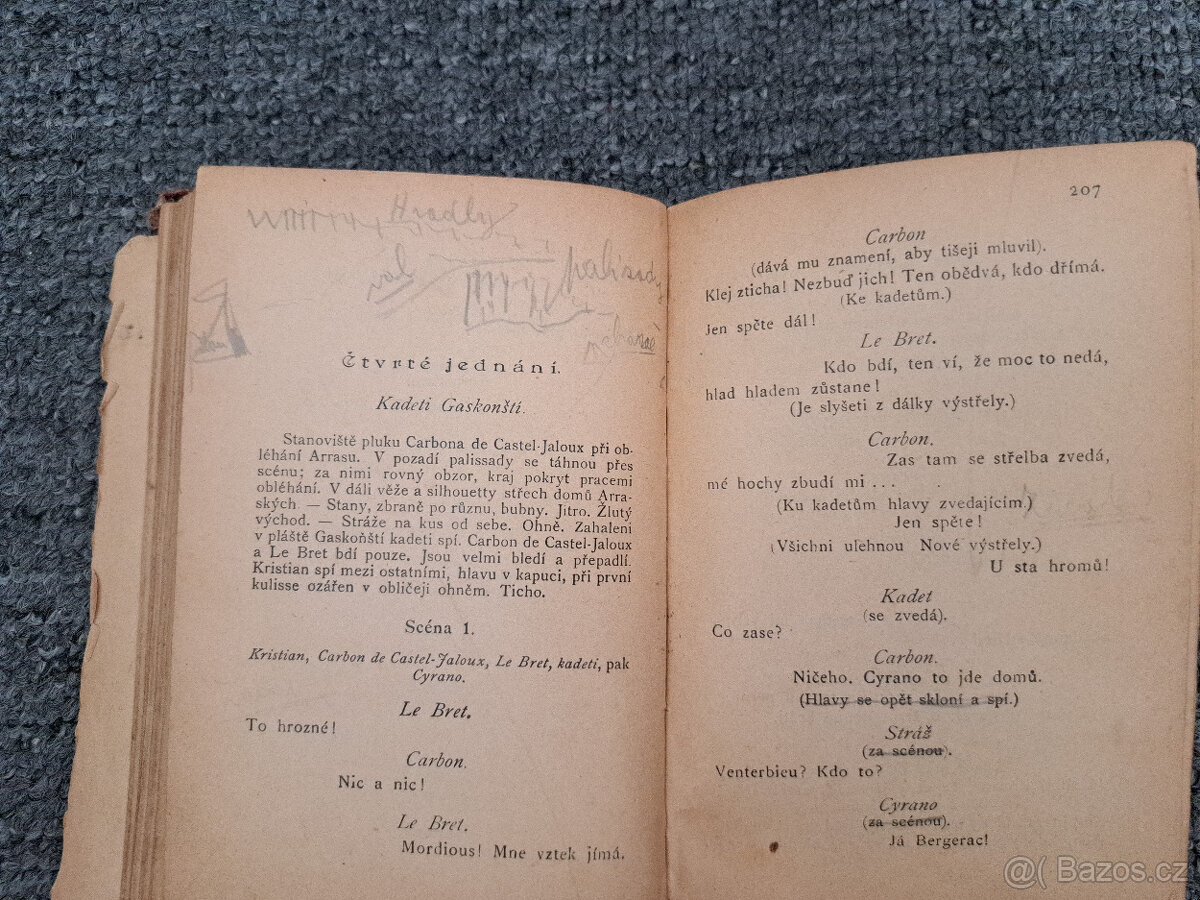 Hradly
val
palisady
Čtvrté jednání.
Kadeti Gaskonští.
Stanoviště pluku Carbona de Castel-Jaloux při ob-
léhání Arrasu. V pozadí palissady se táhnou přes
scénu; za nimi rovný obzor, kraj pokryt pracemi
obléhání. V dáli věže a silhouetty střech domů Arra-
ských — Stany, zbraně po různu, bubny. Jitro. Žlutý
východ. — Stráže na kus od sebe. Ohně. Zahaleni
v pláště Gaskonští kadeti spí. Carbon de Castel-Jaloux
a Le Bret bdí pouze. Jsou velmi bledí a přepadlí.
Kristian spí mezi ostatními, hlavu v kapuci, při první
kulisse ozářen v obličeji ohněm. Ticho.
Scéna 1.
Kristian, Carbon de Castel-Jaloux, Le Bret, kadeti, pak
Cyrano.
Le Bret.
To hrozné!
Carbon.
Nic a nic!
Le Bret.
Mordious! Mne vztek jímá.
207
Carbon
(dává mu znamení, aby tišeji mluvil).
Klej zticha! Nezbuď jich! Ten obědvá, kdo dřímá.
(Ke kadetům.)
Jen spěte dál!
Le Bret.
Kdo bdí, ten ví, že moc to nedá,
hlad hladem zůstane!
(Je slyšeti z dálky výstřely.)
Carbon.
Zas tam se střelba zvedá,
mé hochy zbudí mi ...
(Ku kadetům hlavy zvedajícím.)
Jen spěte!
(Všichni ulehnou Nové výstřely.)
U sta hromů!
Kadet
(se zvedá).
Co zase?
Carbon.
Ničeho. Cyrano to jde domů.
(Hlavy se opět skloní a spí.)
Stráž
(za scénou).
Venterbieu? Kdo to?
Cyrano
(za scénou).
Já Bergerac!
@( Bazos.cz